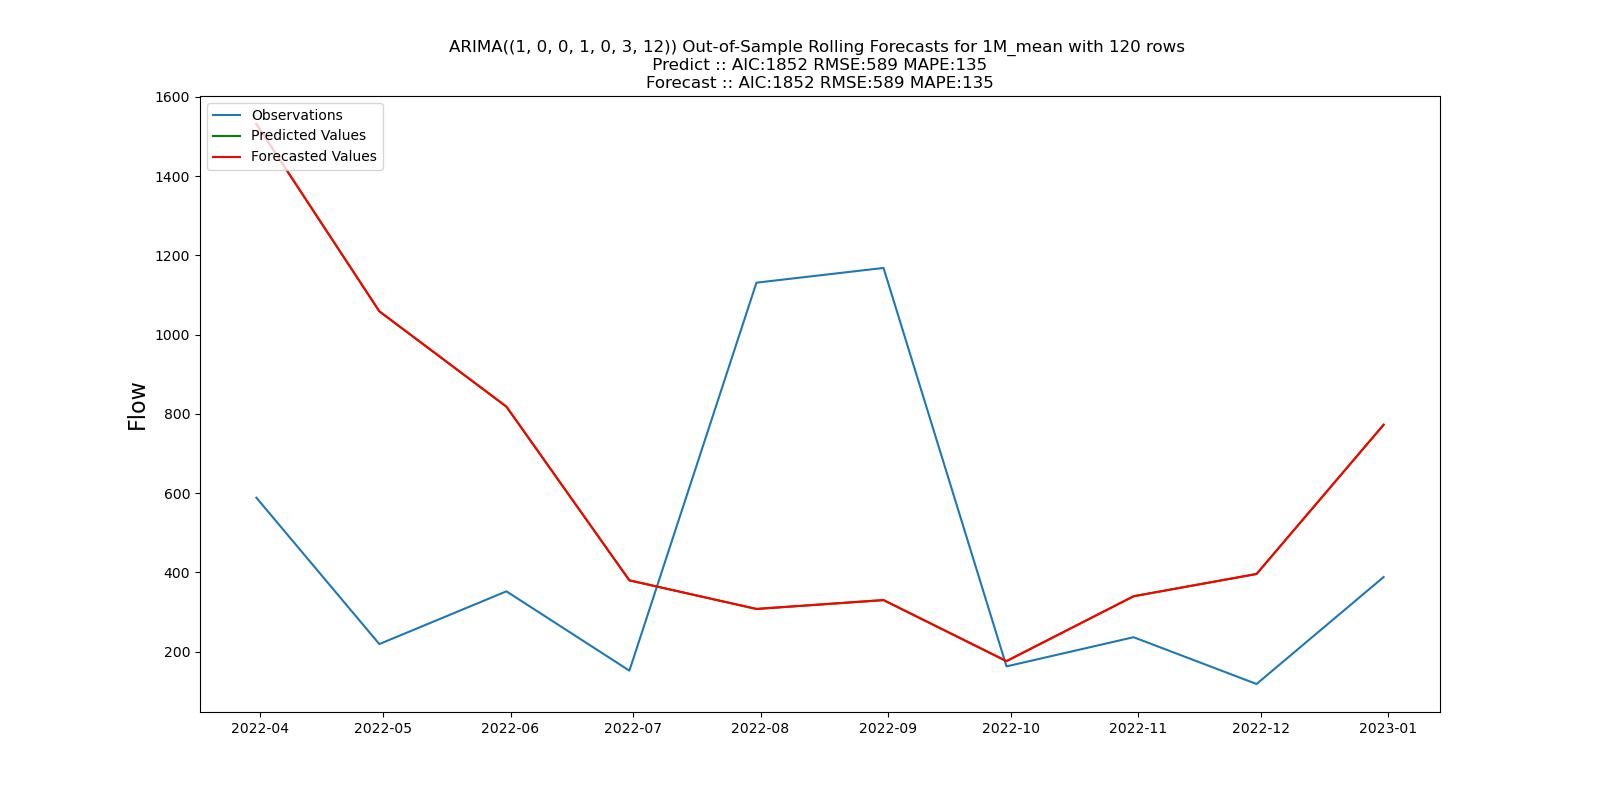 ARIMA((1, 0, 0, 1, 0, 3, 12)) Out-of-Sample Rolling Forecasts for 1M_mean with 120 rows
Predict :: AIC:1852 RMSE:589 MAPE:135
Forecast :: AIC:1852 RMSE:589 MAPE:135
Observations
Predicted Values
Forecasted Values
1600
1400
1200
1000
800
600
400
200
Flow
2022-04 2022-05 2022-06 2022-07 2022-08 2022-09 2022-10 2022-11 2022-12 2023-01